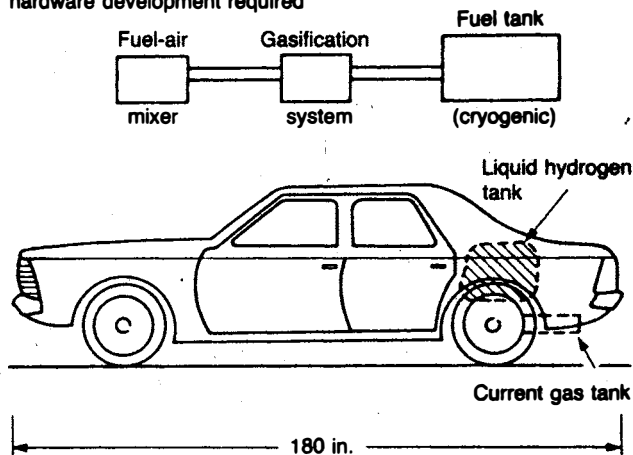 hardware development required
Fuel-air
mixer
Gasification
system
Fuel tank
(cryogenic)
Liquid hydrogen
tank
Current gas tank
180 in.